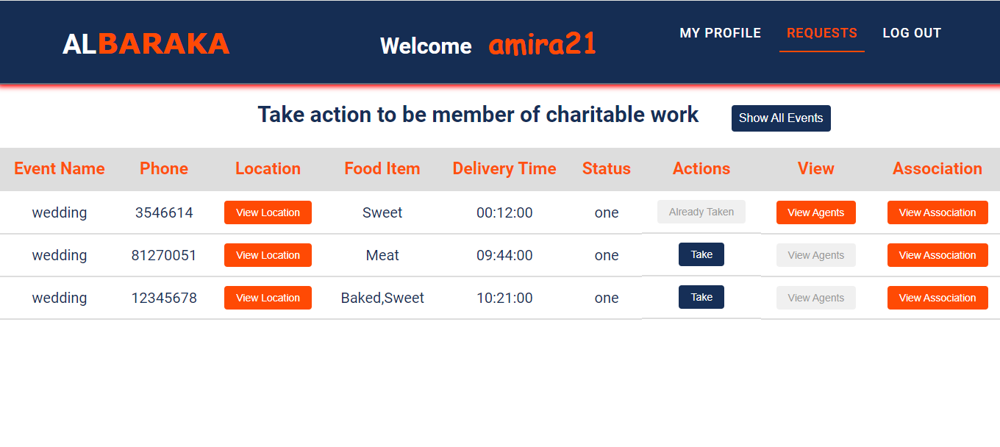 ALBARAKA Welcome amira21 MY PROFILE REQUESTS LOG OUT
Take action to be member of charitable work Show All Events
Event Name Phone Location Food Item Delivery Time Status Actions View Association
wedding 3546614 View Location Sweet 00:12:00 one Already Taken View Agents View Association
wedding 81270051 View Location Meat 09:44:00 one Take View Agents View Association
wedding 12345678 View Location Baked,Sweet 10:21:00 one Take View Agents View Association